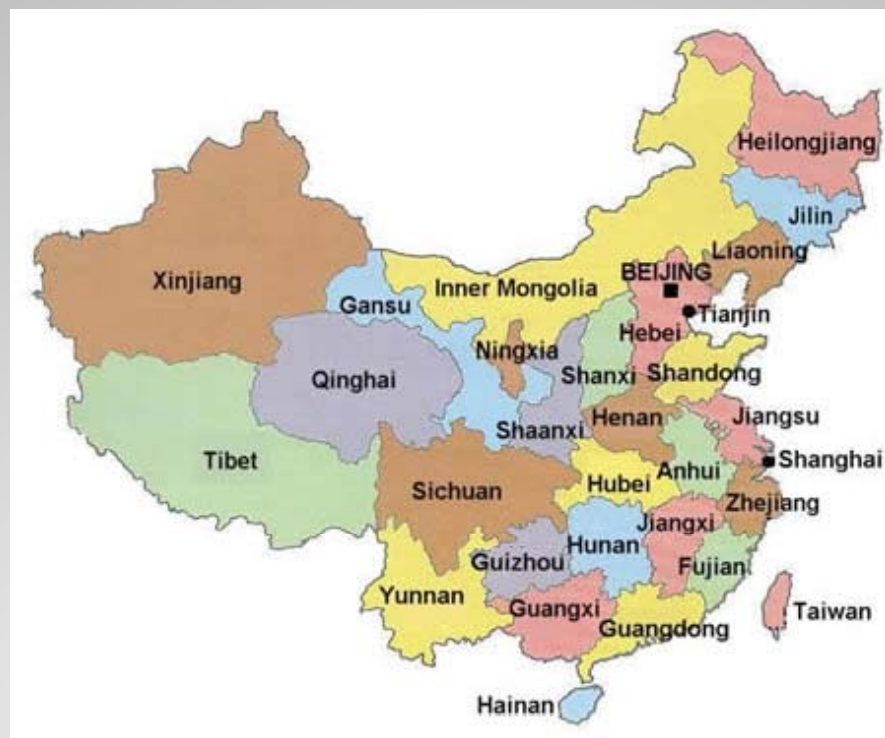 Heilongjiang
Jilin
Liaoning
BEIJING
Xinjiang
Inner Mongolia
Gansu
Tianjin
Hebei
Ningxia
Qinghai
Shanxi
Shandong
Henan
Jiangsu
Shaanxi
Tibet
Anhui
Shanghai
Sichuan
Hubei
Zhejiang
Jiangxi
Hunan
Guizhou
Fujian
Yunnan
Guangxi
Taiwan
Guangdong
Hainan